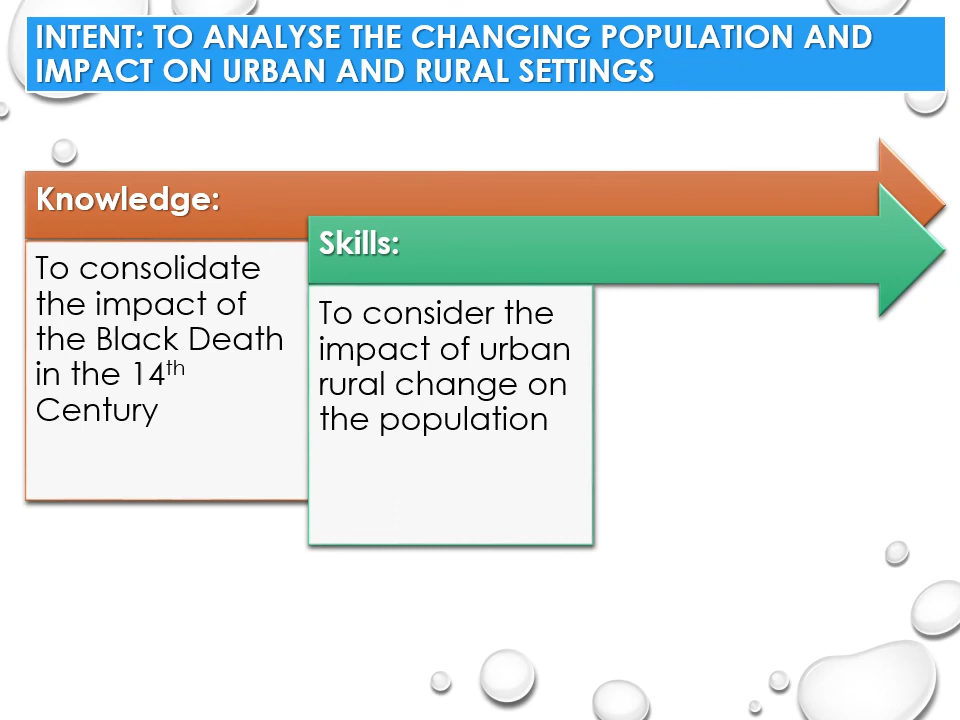 INTENT: TO ANALYSE THE CHANGING POPULATION AND
IMPACT ON URBAN AND RURAL SETTINGS
Knowledge:
To consolidate
the impact of
the Black Death
in the 14th
Century
Skills:
To consider the
impact of urban
rural change on
the population